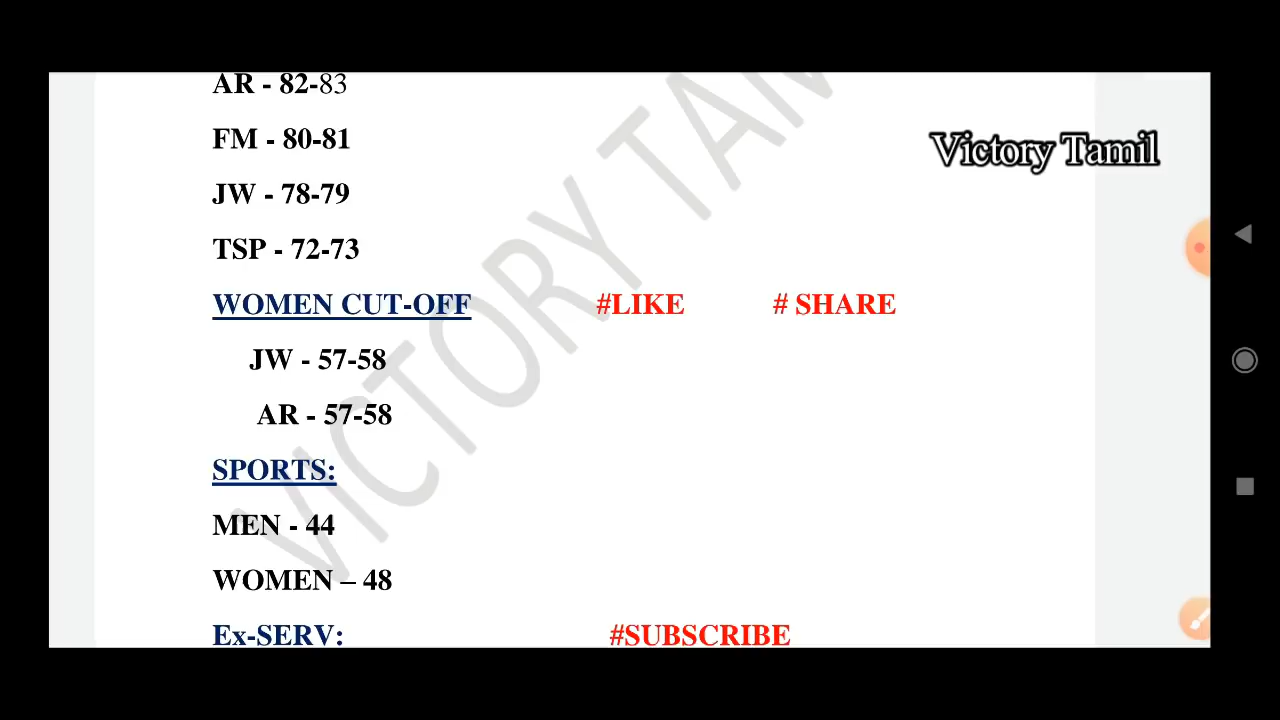 AR - 82-83
FM - 80-81
Victory Tamil
JW - 78-79
TSP - 72-73
WOMEN CUT-OFF #LIKE # SHARE
JW - 57-58
AR - 57-58
SPORTS:
MEN - 44
WOMEN – 48
Ex-SERV: #SUBSCRIBE
VICTORY TAM